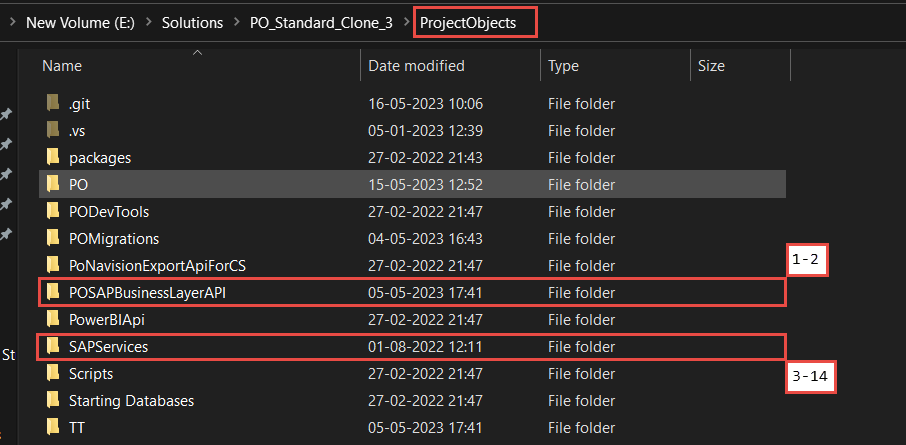 New Volume (E:) > Solutions > PO_Standard_Clone_3 > ProjectObjects
Name Date modified Type Size
.git 16-05-2023 10:06 File folder
.vs 05-01-2023 12:39 File folder
packages 27-02-2022 21:43 File folder
PO 15-05-2023 12:52 File folder
PODevTools 27-02-2022 21:47 File folder
POMigrations 04-05-2023 16:43 File folder
PoNavisionExportApiForCS 27-02-2022 21:47 File folder
1-2
POSAPBusinessLayerAPI 05-05-2023 17:41 File folder
PowerBIApi 27-02-2022 21:47 File folder
St
SAPServices 01-08-2022 12:11 File folder
Scripts 27-02-2022 21:47 File folder
3-14
Starting Databases 27-02-2022 21:47 File folder
TT 05-05-2023 17:41 File folder